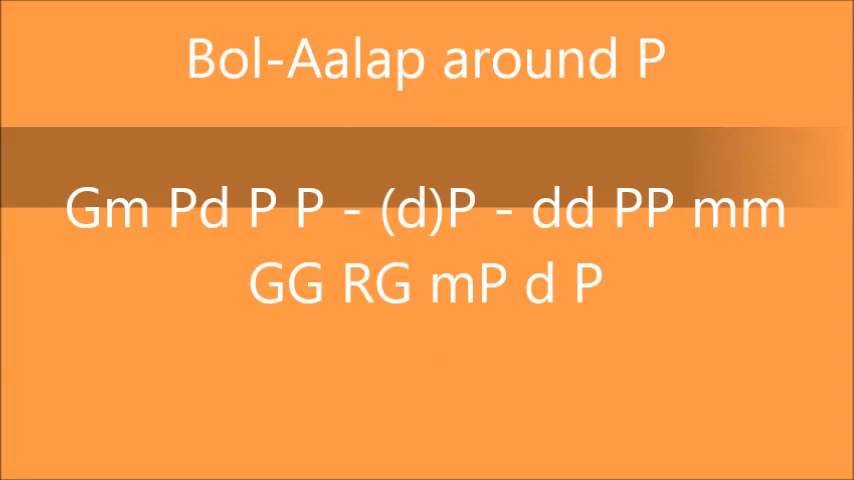 Bol-Aalap around P
Gm Pd P P - (d)P - dd PP mm
GG RG mP d P